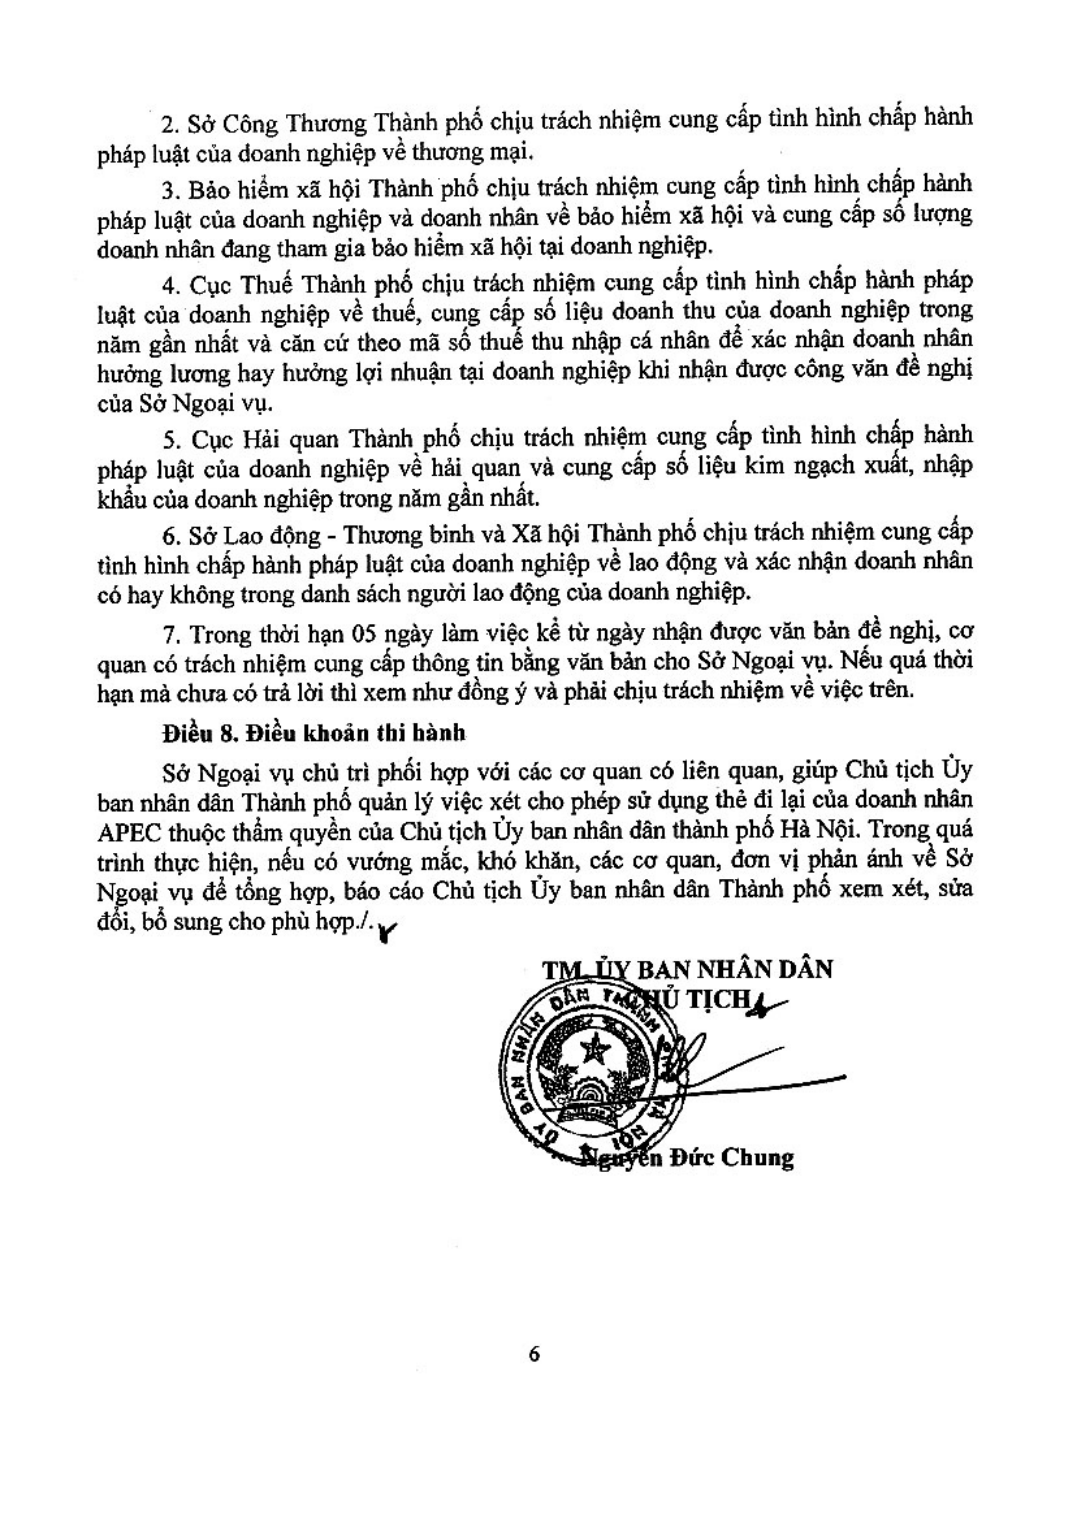 2. Sở Công Thương Thành phố chịu trách nhiệm cung cấp tình hình chấp hành
pháp luật của doanh nghiệp về thương mại.
3. Bảo hiểm xã hội Thành phố chịu trách nhiệm cung cấp tình hình chấp hành
pháp luật của doanh nghiệp và doanh nhân về bảo hiểm xã hội và cung cấp số lượng
doanh nhân đang tham gia bảo hiểm xã hội tại doanh nghiệp.
4. Cục Thuế Thành phố chịu trách nhiệm cung cấp tình hình chấp hành pháp
luật của doanh nghiệp về thuế, cung cấp số liệu doanh thu của doanh nghiệp trong
năm gần nhất và căn cứ theo mã số thuế thu nhập cá nhân để xác nhận doanh nhân
hưởng lương hay hưởng lợi nhuận tại doanh nghiệp khi nhận được công văn đề nghị
của Sở Ngoại vụ.
5. Cục Hải quan Thành phố chịu trách nhiệm cung cấp tình hình chấp hành
pháp luật của doanh nghiệp về hải quan và cung cấp số liệu kim ngạch xuất, nhập
khẩu của doanh nghiệp trong năm gần nhất.
6. Sở Lao động - Thương binh và Xã hội Thành phố chịu trách nhiệm cung cấp
tình hình chấp hành pháp luật của doanh nghiệp về lao động và xác nhận doanh nhân
có hay không trong danh sách người lao động của doanh nghiệp.
7. Trong thời hạn 05 ngày làm việc kể từ ngày nhận được văn bản đề nghị, cơ
quan có trách nhiệm cung cấp thông tin bằng văn bản cho Sở Ngoại vụ. Nếu quá thời
hạn mà chưa có trả lời thì xem như đồng ý và phải chịu trách nhiệm về việc trên.
Điều 8. Điều khoản thi hành
Sở Ngoại vụ chủ trì phối hợp với các cơ quan có liên quan, giúp Chủ tịch Ủy
ban nhân dân Thành phố quản lý việc xét cho phép sử dụng thẻ đi lại của doanh nhân
APEC thuộc thẩm quyền của Chủ tịch Ủy ban nhân dân thành phố Hà Nội. Trong quá
trình thực hiện, nếu có vướng mắc, khó khăn, các cơ quan, đơn vị phản ánh về Sở
Ngoại vụ để tổng hợp, báo cáo Chủ tịch Ủy ban nhân dân Thành phố xem xét, sửa
đổi, bổ sung cho phù hợp./.
TM. ỦY BAN NHÂN DÂN
CHỦ TỊCH
ỦY BAN NHÂN DÂN THÀNH PHỐ HÀ NỘI
Nguyễn Đức Chung
6